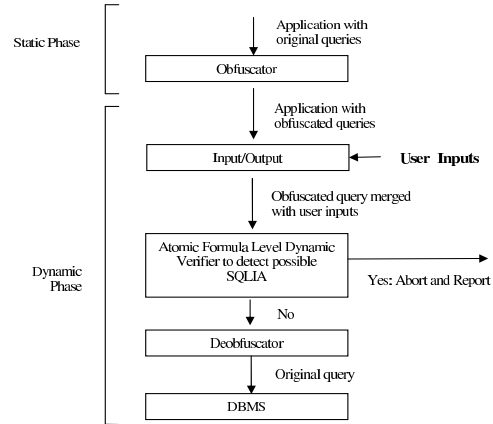 Application with
original queries
Static Phase
Obfuscator
Application with
obfuscated queries
Input/Output
User Inputs
Obfuscated query merged
with user inputs
Atomic Formula Level Dynamic
Verifier to detect possible
SQLIA
Yes: Abort and Report
Dynamic
Phase
No
Deobfuscator
Original query
DBMS